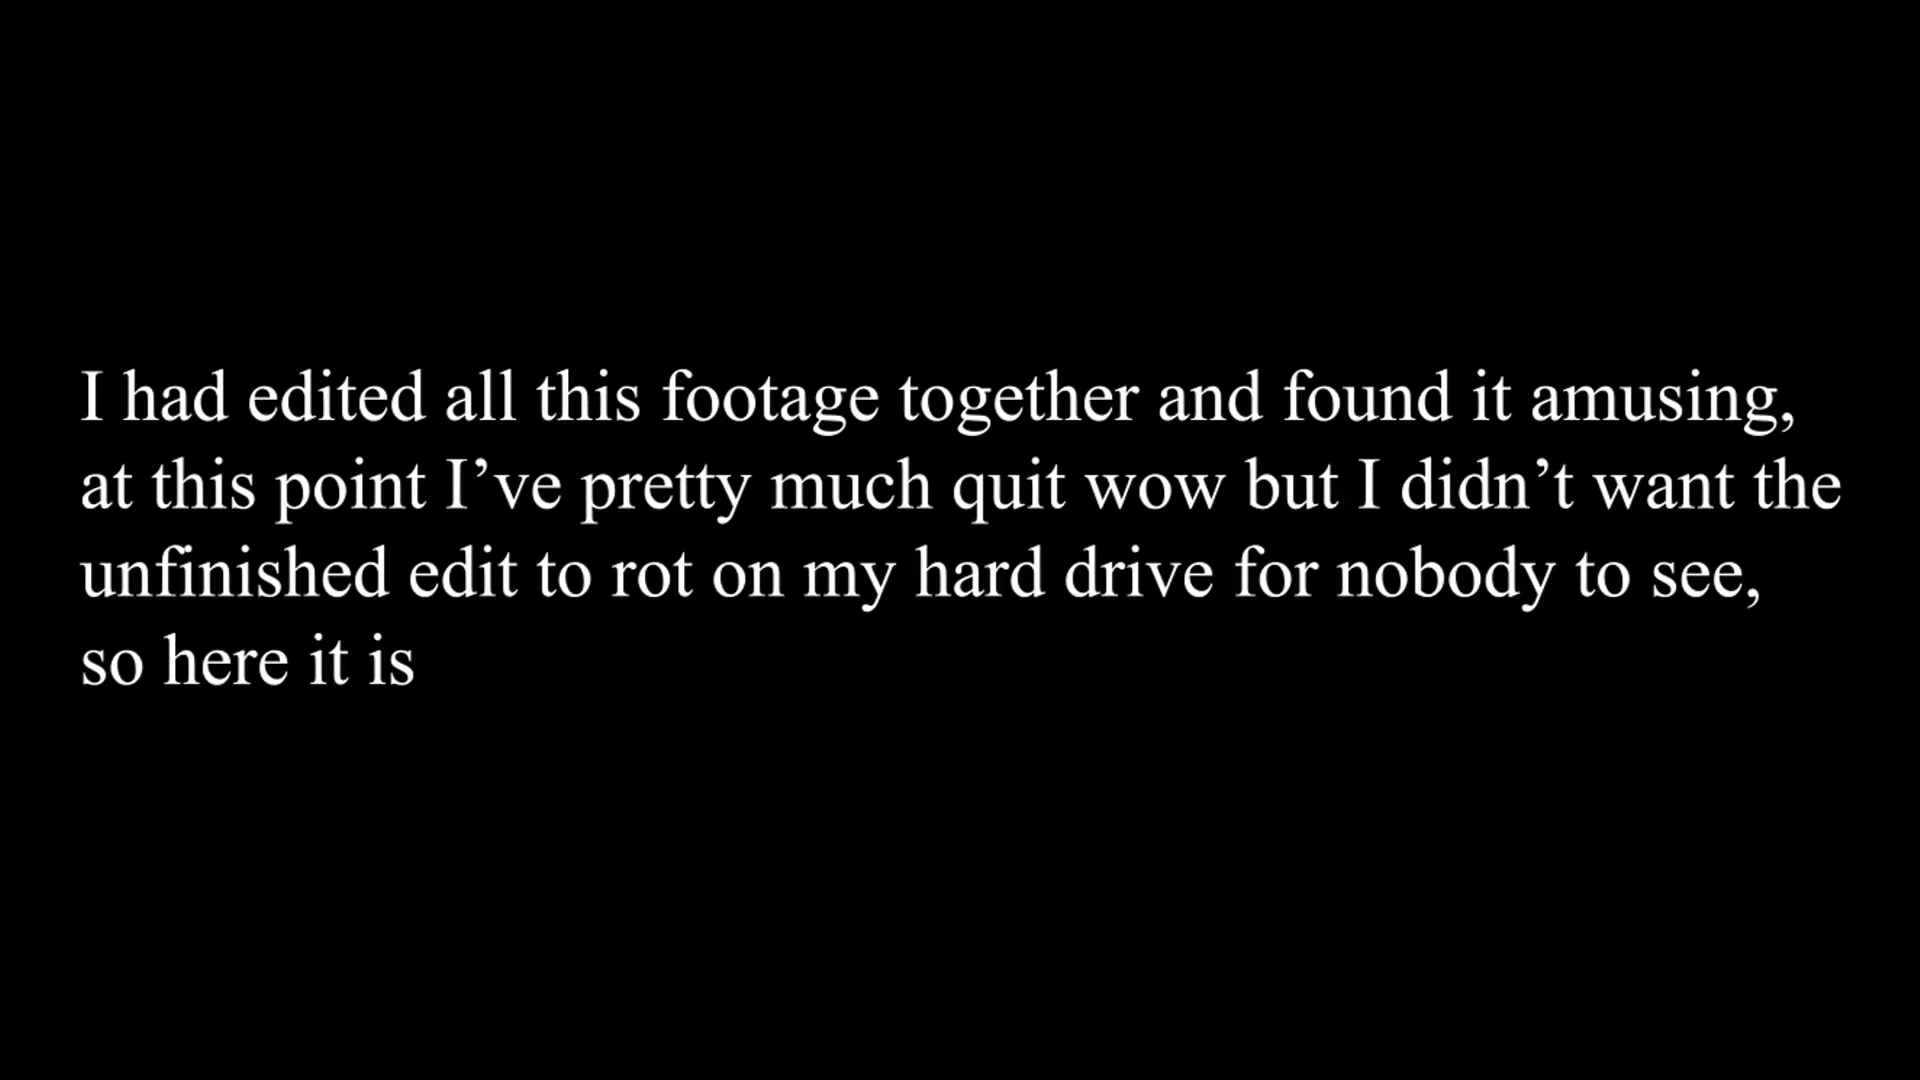 I had edited all this footage together and found it amusing,
at this point I’ve pretty much quit wow but I didn’t want the
unfinished edit to rot on my hard drive for nobody to see,
so here it is